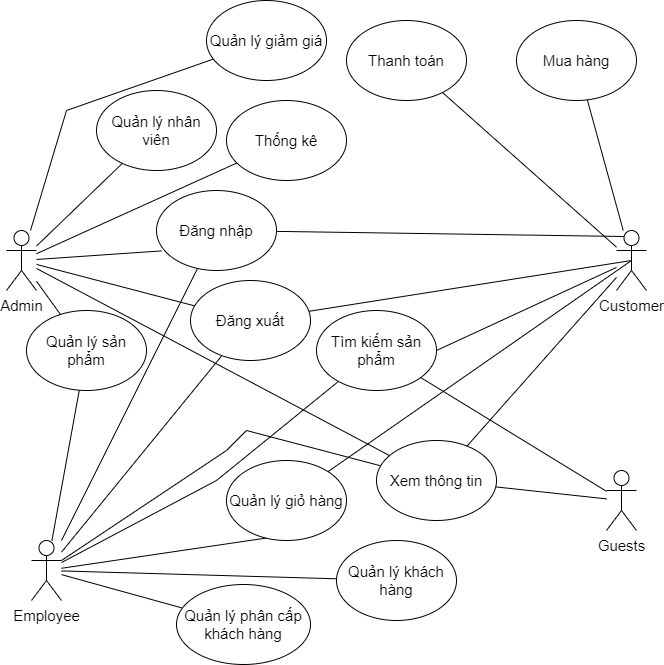 Quản lý giảm giá
Thanh toán
Mua hàng
Quản lý nhân
viên
Thống kê
Đăng nhập
Admin
Customer
Đăng xuất
Quản lý sản
phẩm
Tìm kiếm sản
phẩm
Xem thông tin
Quản lý giỏ hàng
Guests
Quản lý khách
hàng
Employee
Quản lý phân cấp
khách hàng